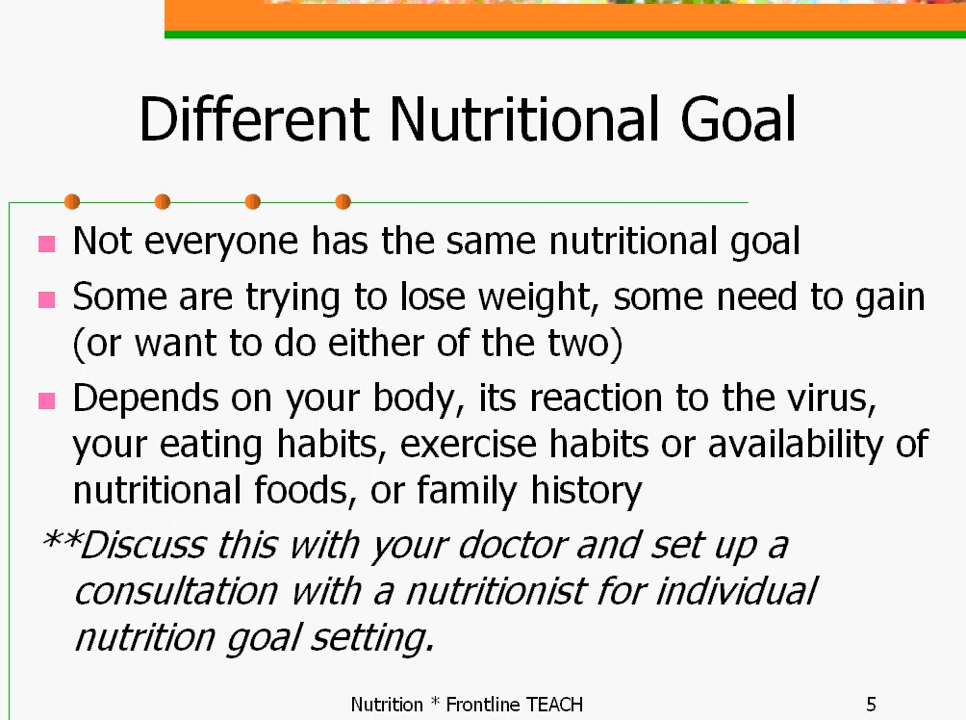 Different Nutritional Goal
Not everyone has the same nutritional goal
Some are trying to lose weight, some need to gain
(or want to do either of the two)
Depends on your body, its reaction to the virus,
your eating habits, exercise habits or availability of
nutritional foods, or family history
**Discuss this with your doctor and set up a
consultation with a nutritionist for individual
nutrition goal setting.
Nutrition * Frontline TEACH 5